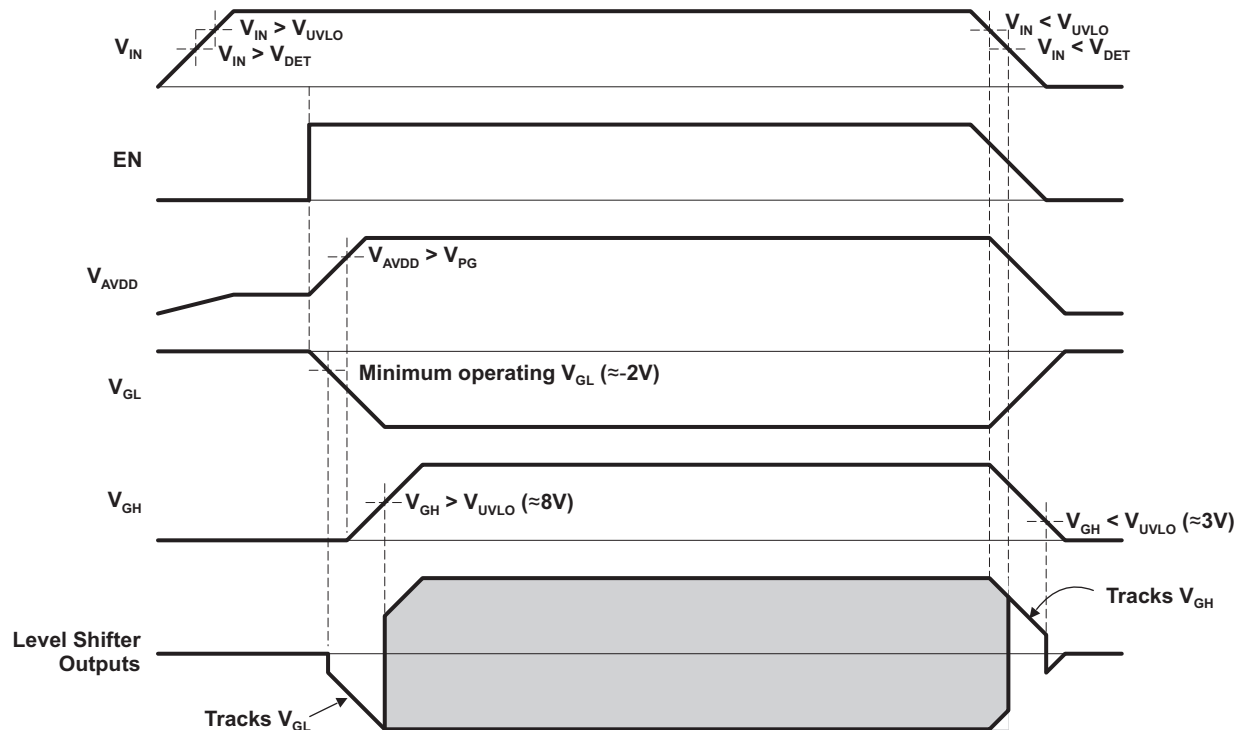 V_IN
V_IN > V_UVLO
V_IN > V_DET
V_IN < V_UVLO
V_IN < V_DET
EN
V_AVDD
V_AVDD > V_PG
V_GL
Minimum operating V_GL (≈-2V)
V_GH
V_GH > V_UVLO (≈8V)
V_GH < V_UVLO (≈3V)
Tracks V_GH
Level Shifter
Outputs
Tracks V_GL